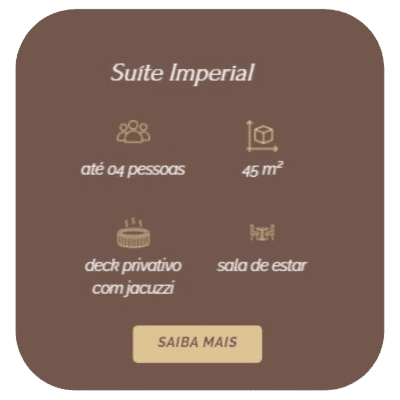 Suíte Imperial
até 04 pessoas
45 m²
deck privativo
com jacuzzi
sala de estar
SAIBA MAIS